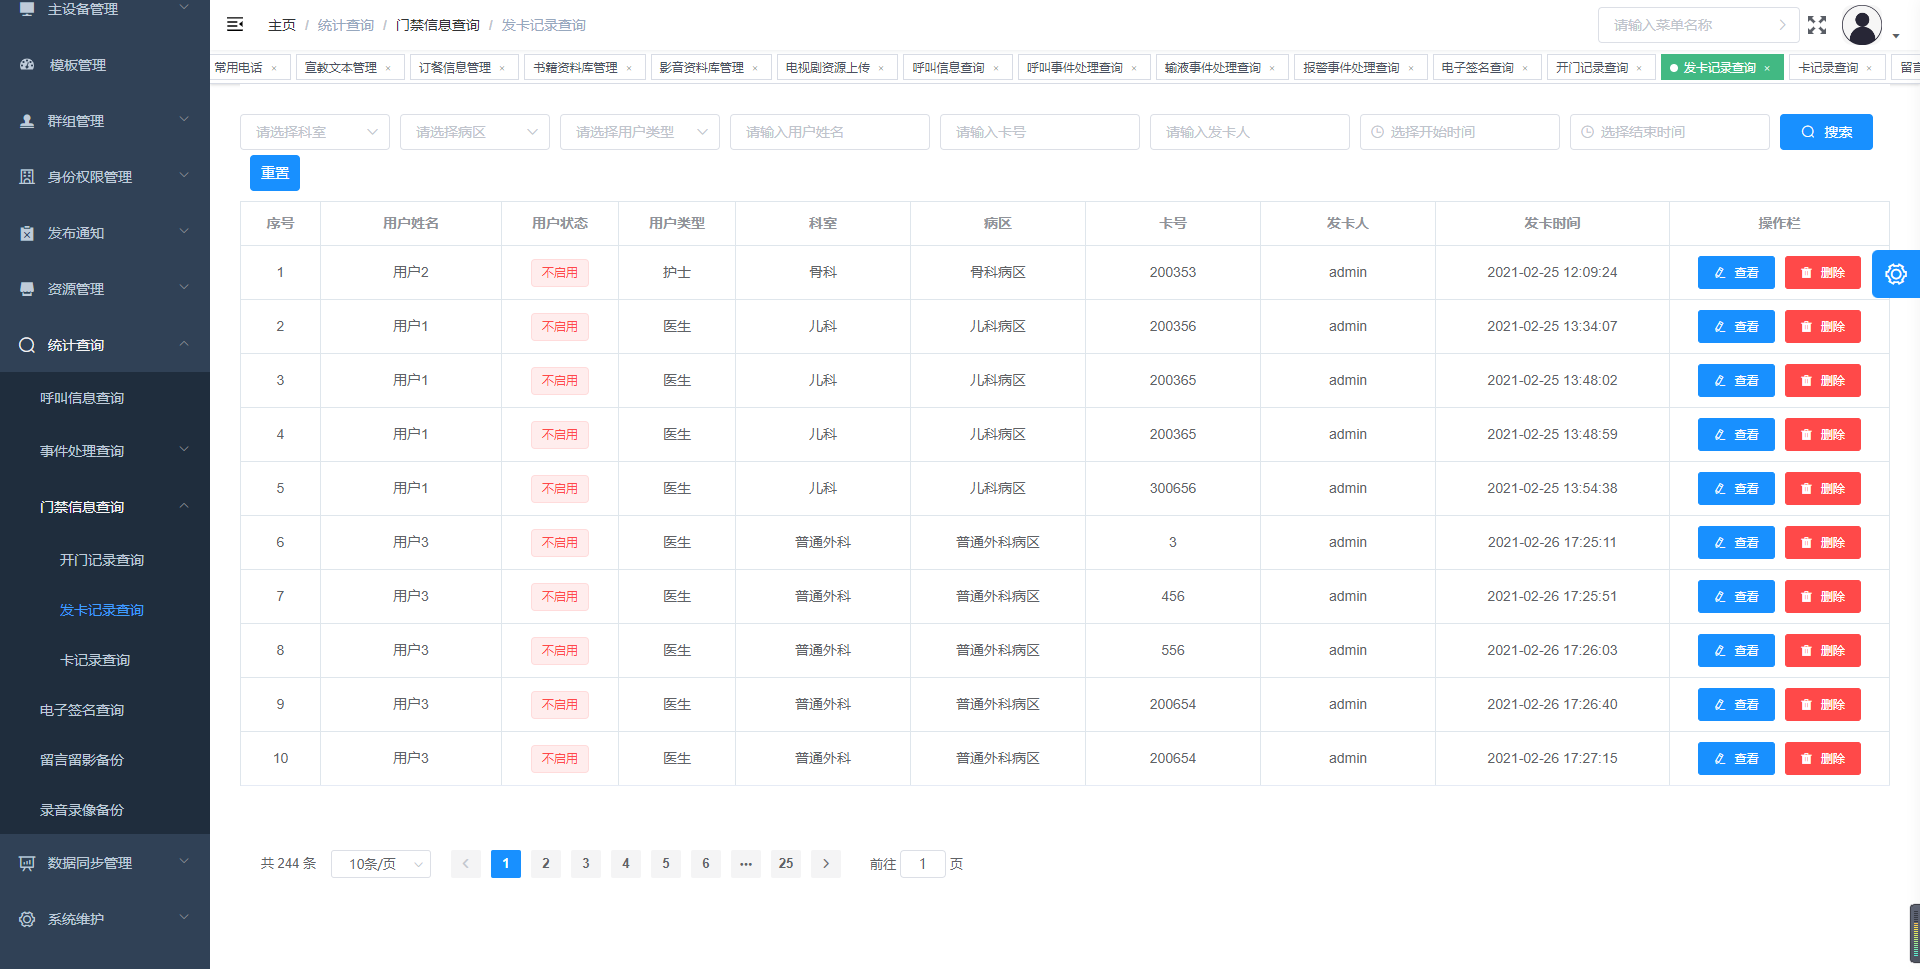 主设备管理
模板管理
群组管理
身份权限管理
发布通知
资源管理
统计查询
呼叫信息查询
事件处理查询
门禁信息查询
开门记录查询
发卡记录查询
卡记录查询
电子签名查询
留言留影备份
录音录像备份
数据同步管理
系统维护
主页 / 统计查询 / 门禁信息查询 / 发卡记录查询
请输入菜单名称
常用电话 × 宣教文本管理 × 订餐信息管理 × 书籍资料库管理 × 影音资料库管理 × 电视剧资源上传 × 呼叫信息查询 × 呼叫事件处理查询 × 输液事件处理查询 × 报警事件处理查询 × 电子签名查询 × 开门记录查询 × 发卡记录查询 × 卡记录查询 × 留言
请选择科室 请选择病区 请选择用户类型 请输入用户姓名 请输入卡号 请输入发卡人 选择开始时间 选择结束时间 搜索
重置
序号 用户姓名 用户状态 用户类型 科室 病区 卡号 发卡人 发卡时间 操作栏
1 用户2 不启用 护士 骨科 骨科病区 200353 admin 2021-02-25 12:09:24 查看 删除
2 用户1 不启用 医生 儿科 儿科病区 200356 admin 2021-02-25 13:34:07 查看 删除
3 用户1 不启用 医生 儿科 儿科病区 200365 admin 2021-02-25 13:48:02 查看 删除
4 用户1 不启用 医生 儿科 儿科病区 200365 admin 2021-02-25 13:48:59 查看 删除
5 用户1 不启用 医生 儿科 儿科病区 300656 admin 2021-02-25 13:54:38 查看 删除
6 用户3 不启用 医生 普通外科 普通外科病区 3 admin 2021-02-26 17:25:11 查看 删除
7 用户3 不启用 医生 普通外科 普通外科病区 456 admin 2021-02-26 17:25:51 查看 删除
8 用户3 不启用 医生 普通外科 普通外科病区 556 admin 2021-02-26 17:26:03 查看 删除
9 用户3 不启用 医生 普通外科 普通外科病区 200654 admin 2021-02-26 17:26:40 查看 删除
10 用户3 不启用 医生 普通外科 普通外科病区 200654 admin 2021-02-26 17:27:15 查看 删除
共 244 条 10条/页 1 2 3 4 5 6 ••• 25 前往 1 页